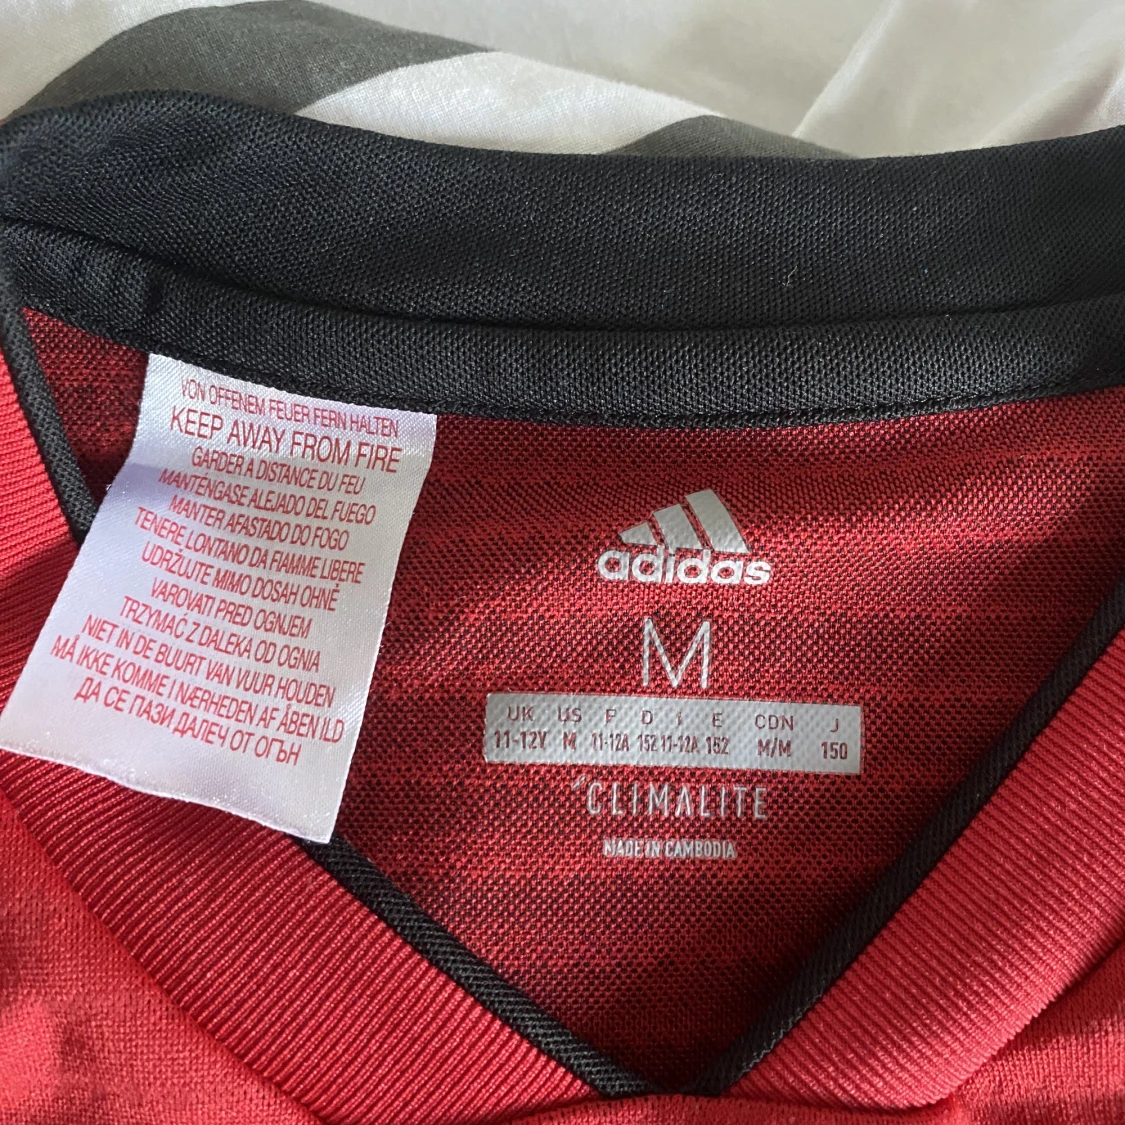 VON OFFENEM FEUER FERN HALTEN
KEEP AWAY FROM FIRE
GARDER À DISTANCE DU FEU
MANTÉNGASE ALEJADO DEL FUEGO
MANTER AFASTADO DO FOGO
TENERE LONTANO DA FIAMME LIBERE
UDRŽUJTE MIMO DOSAH OHNĚ
VAROVATI PRED OGNJEM
TRZYMAĆ Z DALEKA OD OGNIA
NIET IN DE BUURT VAN VUUR HOUDEN
MÅ IKKE KOMME I NÆRHEDEN AF ÅBEN ILD
ДА СЕ ПАЗИ ДАЛЕЧ ОТ ОГЪН
adidas
M
UK US F D I E CDN J
11-12Y M 11-12A 152 11-12A 152 M/M 150
CLIMALITE
MADE IN CAMBODIA